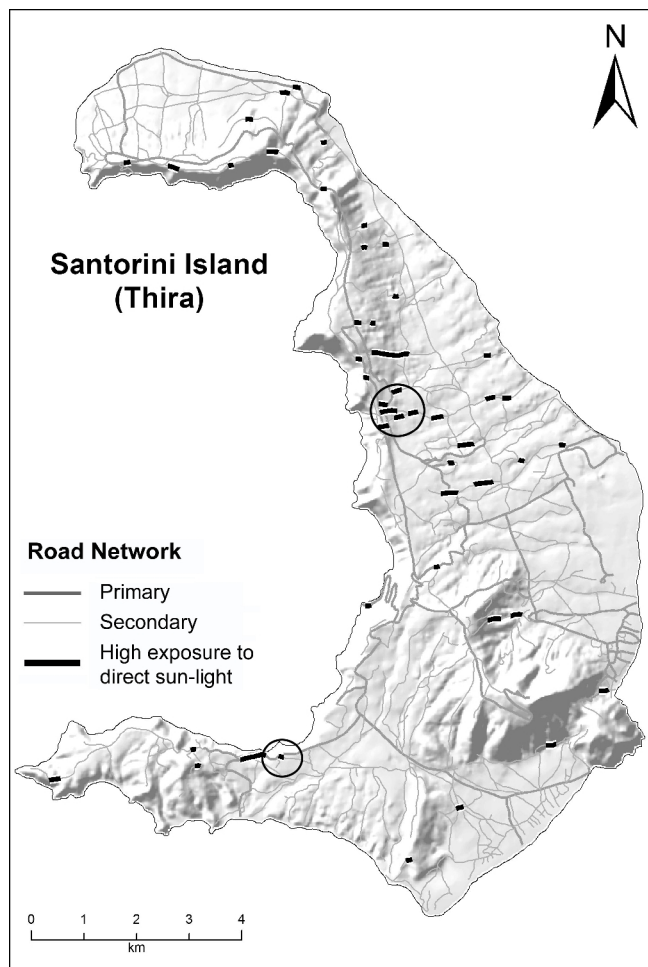 N
Santorini Island
(Thira)
Road Network
Primary
Secondary
High exposure to
direct sun-light
0 1 2 3 4
km